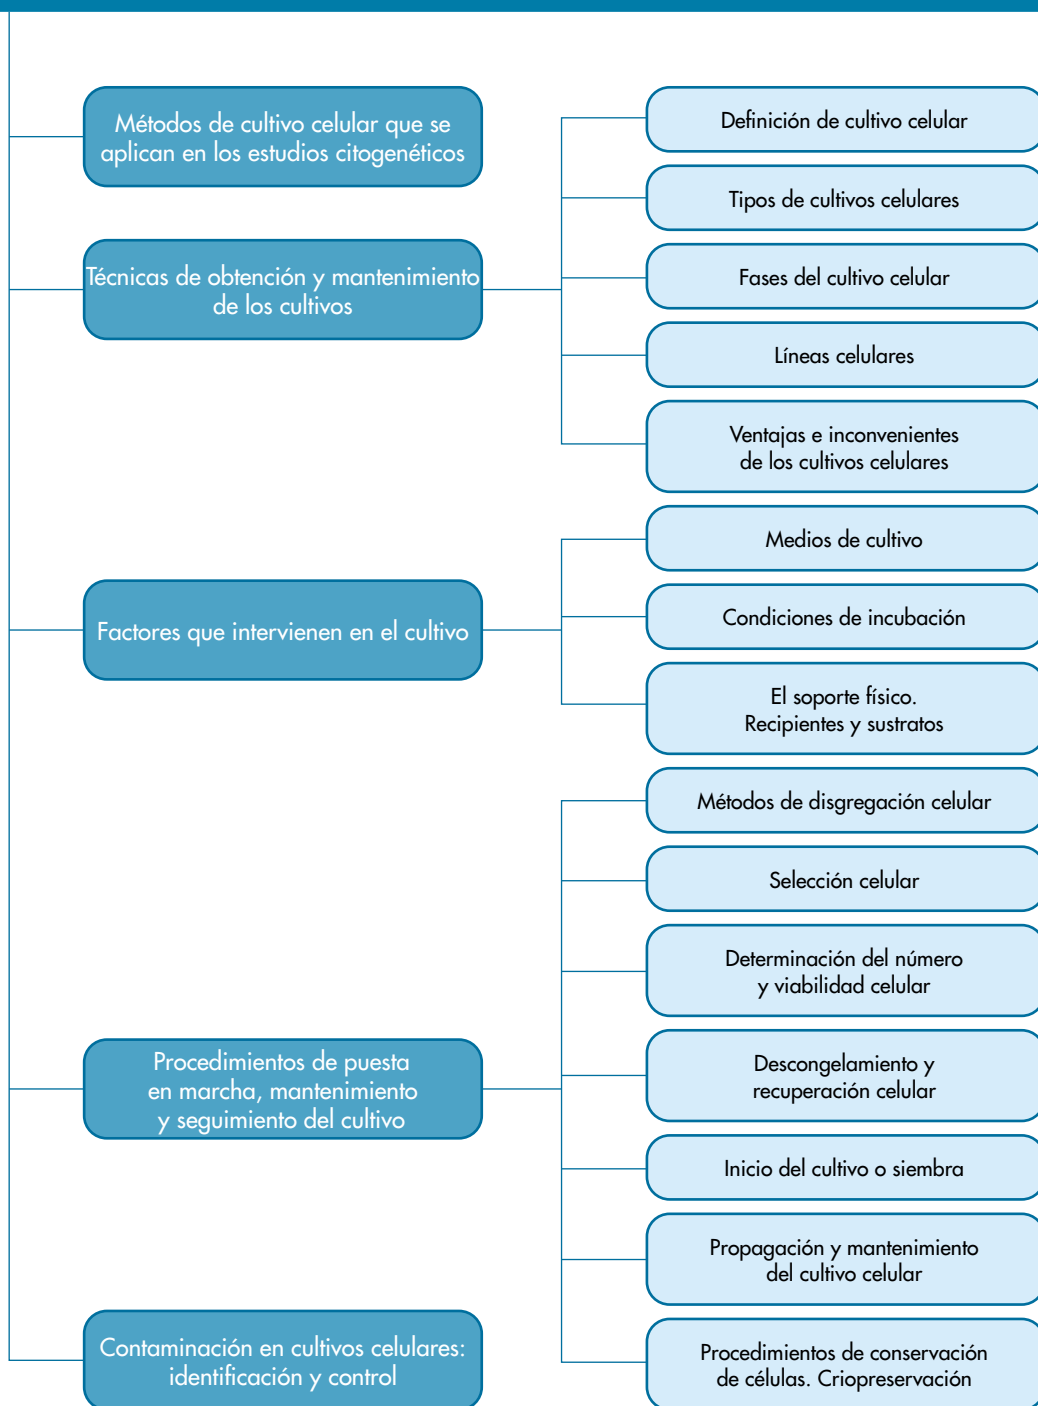 Métodos de cultivo celular que se
aplican en los estudios citogenéticos
Técnicas de obtención y mantenimiento
de los cultivos
Definición de cultivo celular
Tipos de cultivos celulares
Fases del cultivo celular
Líneas celulares
Ventajas e inconvenientes
de los cultivos celulares
Factores que intervienen en el cultivo
Medios de cultivo
Condiciones de incubación
El soporte físico.
Recipientes y sustratos
Procedimientos de puesta
en marcha, mantenimiento
y seguimiento del cultivo
Métodos de disgregación celular
Selección celular
Determinación del número
y viabilidad celular
Descongelamiento y
recuperación celular
Inicio del cultivo o siembra
Propagación y mantenimiento
del cultivo celular
Procedimientos de conservación
de células. Criopreservación
Contaminación en cultivos celulares:
identificación y control